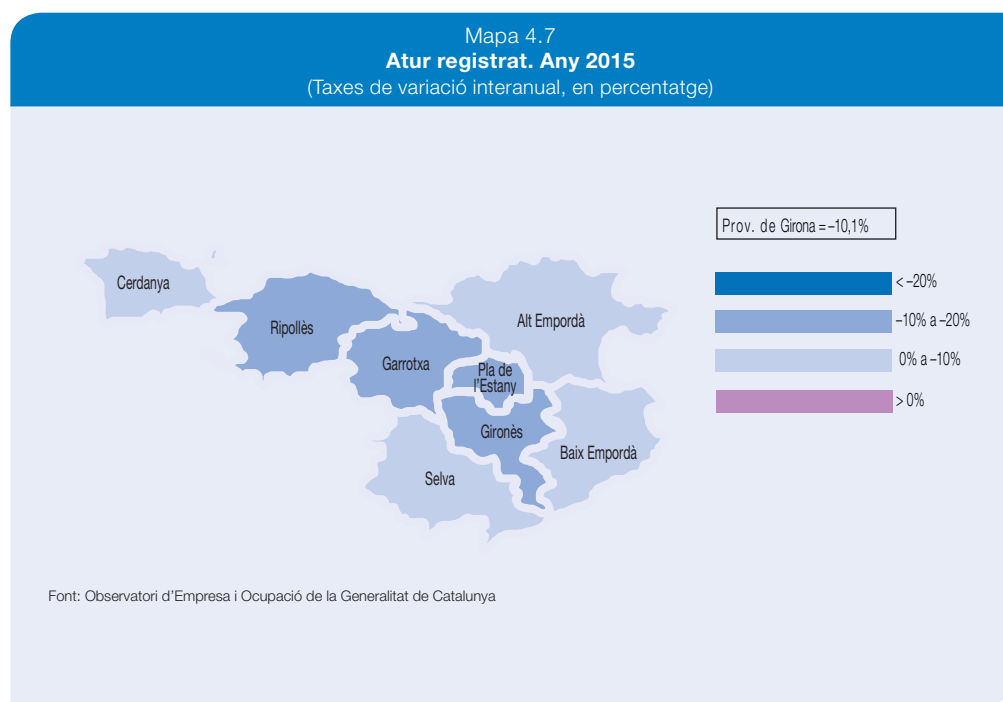 Mapa 4.7
Atur registrat. Any 2015
(Taxes de variació interanual, en percentatge)
Prov. de Girona = –10,1%
< –20%
–10% a –20%
0% a –10%
> 0%
Cerdanya
Ripollès
Alt Empordà
Garrotxa
Pla de
l'Estany
Gironès
Baix Empordà
Selva
Font: Observatori d'Empresa i Ocupació de la Generalitat de Catalunya